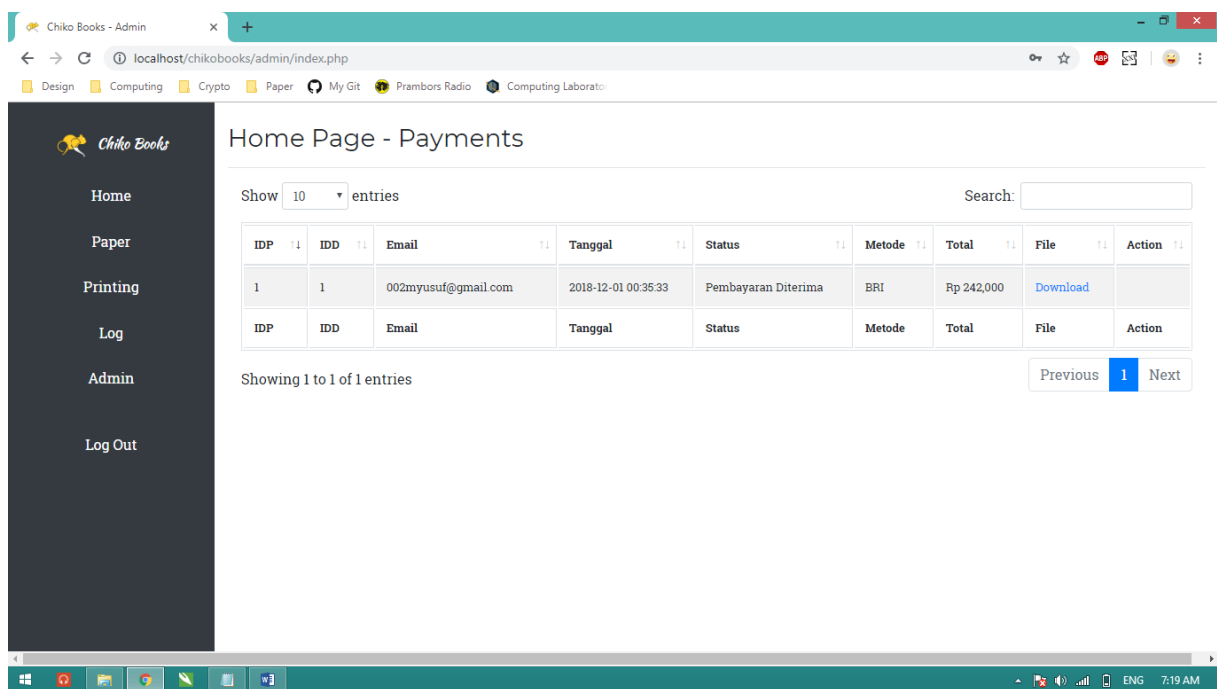 Chiko Books - Admin
localhost/chikobooks/admin/index.php
ABP
Design Computing Crypto Paper My Git Prambors Radio Computing Laborato
Chiko Books
Home
Paper
Printing
Log
Admin
Log Out
Home Page - Payments
Show 10 entries Search:
IDP IDD Email Tanggal Status Metode Total File Action
1 1 002myusuf@gmail.com 2018-12-01 00:35:33 Pembayaran Diterima BRI Rp 242,000 Download
IDP IDD Email Tanggal Status Metode Total File Action
Showing 1 to 1 of 1 entries Previous 1 Next
ENG 7:19 AM